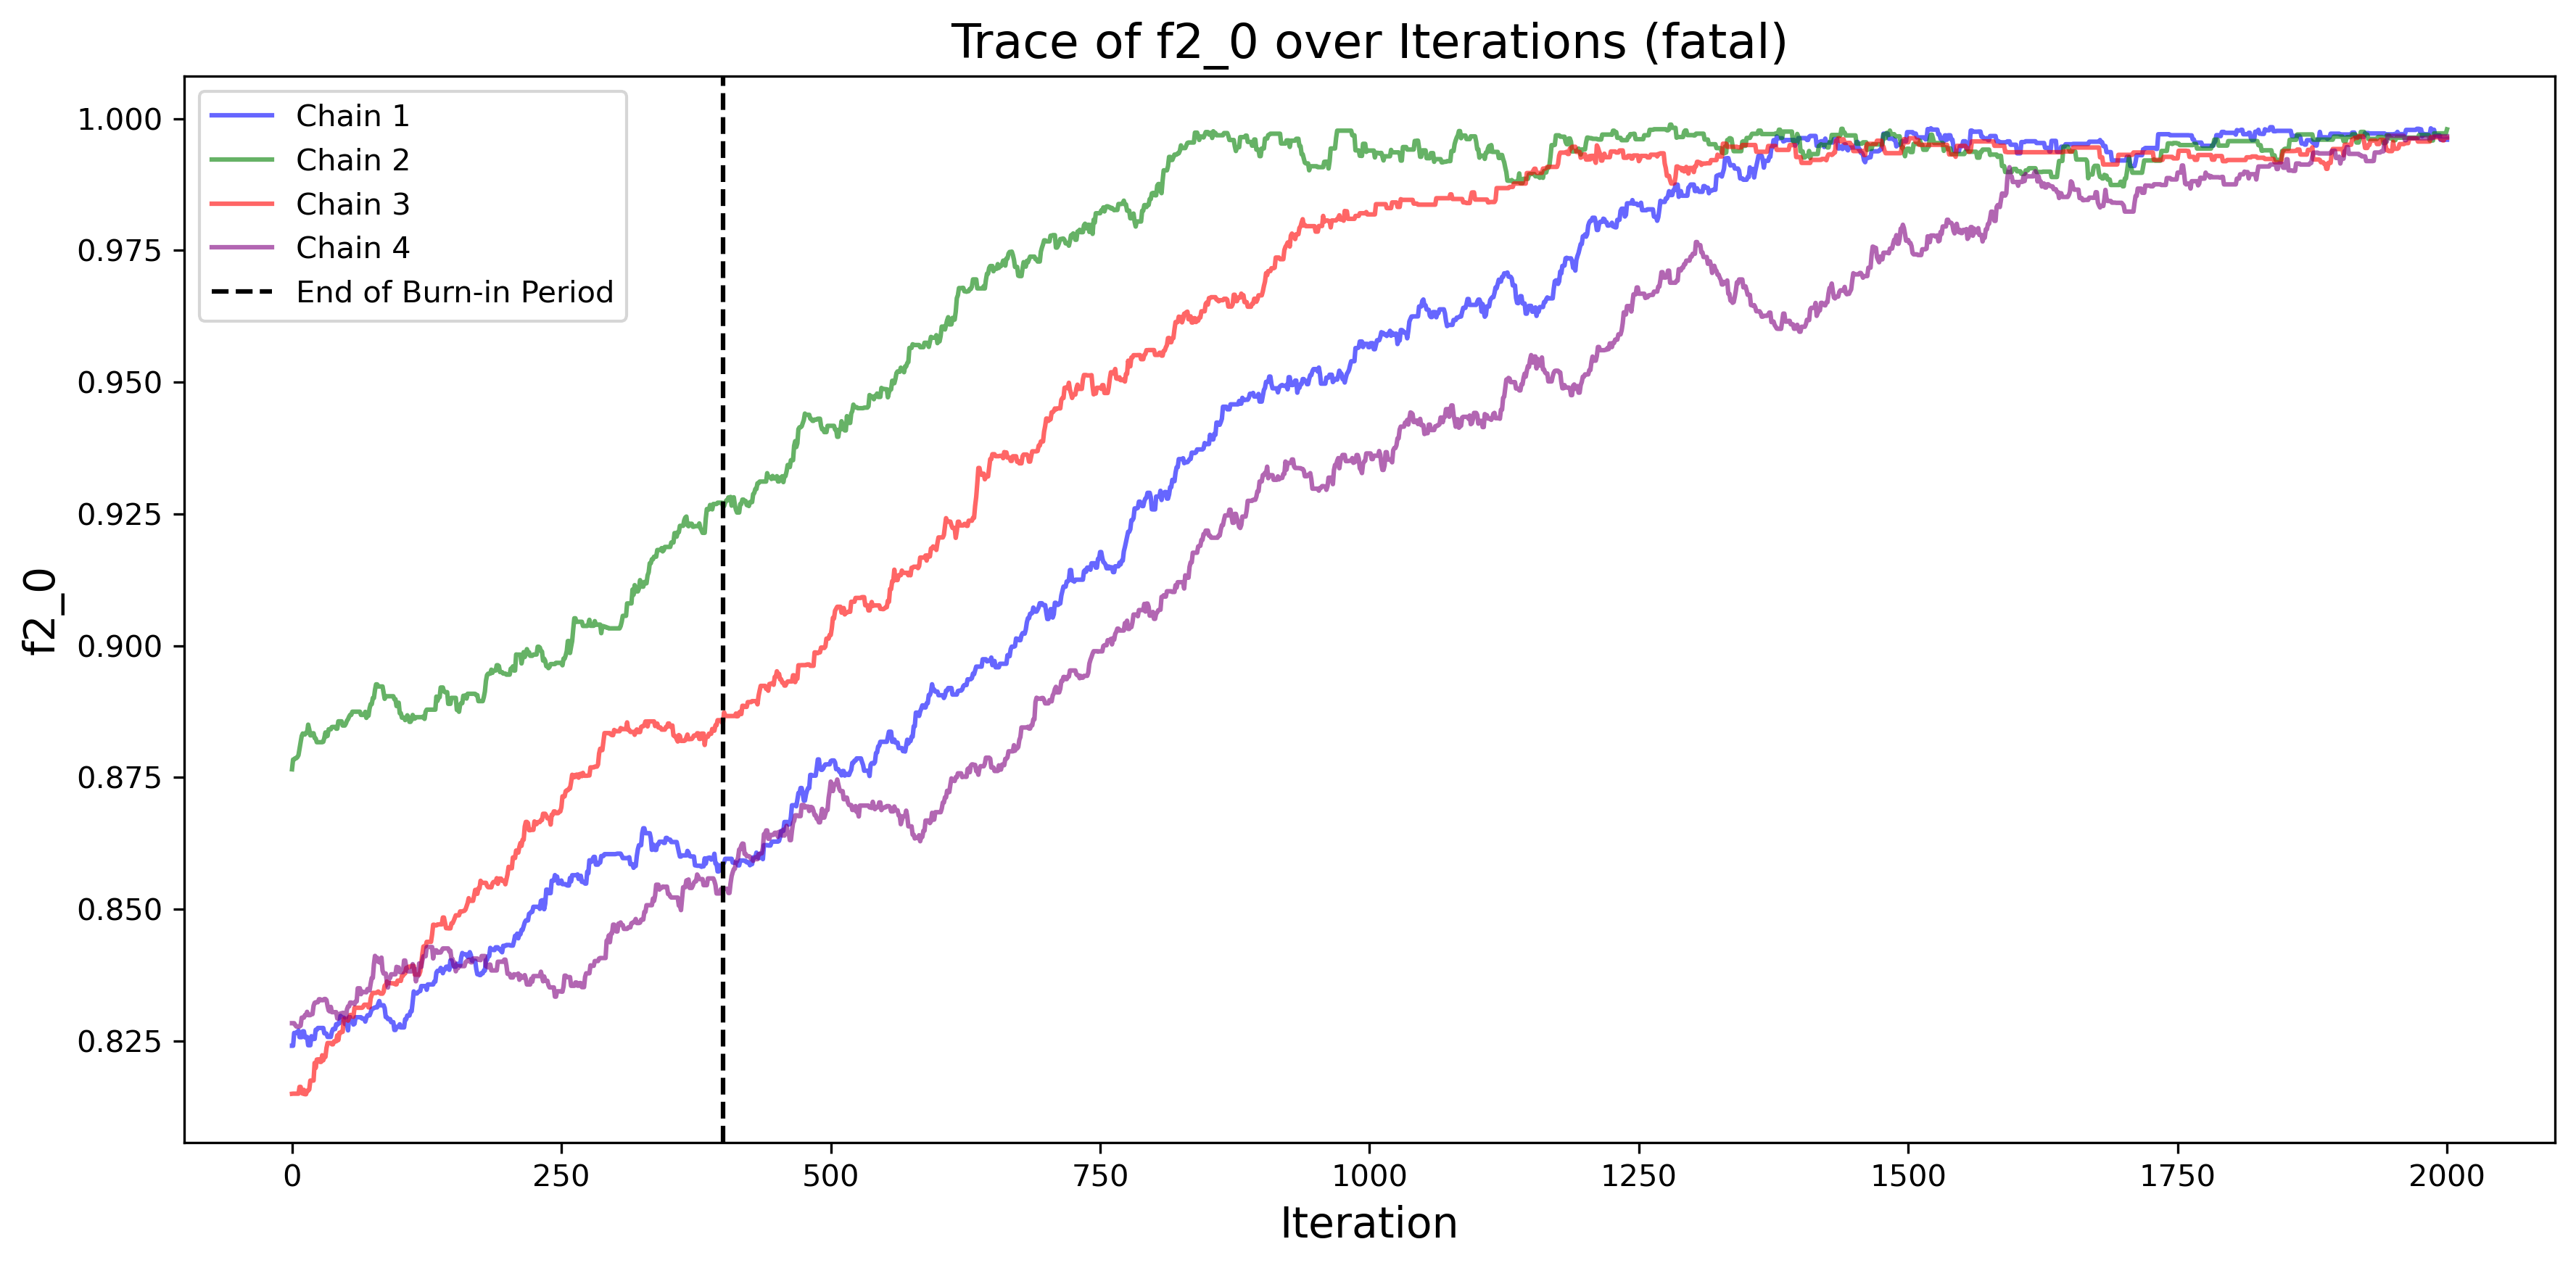 Trace of f2_0 over Iterations (fatal)
Chain 1
Chain 2
Chain 3
Chain 4
End of Burn-in Period
1.000
0.975
0.950
0.925
0.900
0.875
0.850
0.825
f2_0
0 250 500 750 1000 1250 1500 1750 2000
Iteration